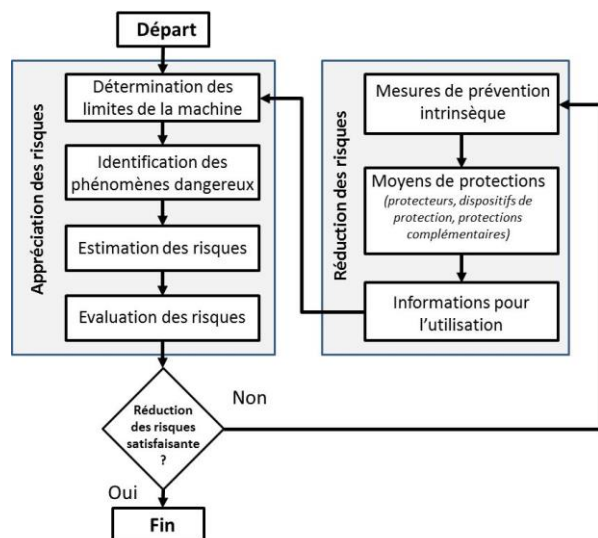 Départ
Appréciation des risques
Détermination des
limites de la machine
Identification des
phénomènes dangereux
Estimation des risques
Evaluation des risques
Réduction
des risques
satisfaisante
?
Non
Oui
Fin
Réduction des risques
Mesures de prévention
intrinsèque
Moyens de protections
(protecteurs, dispositifs de
protection, protections
complémentaires)
Informations pour
l'utilisation